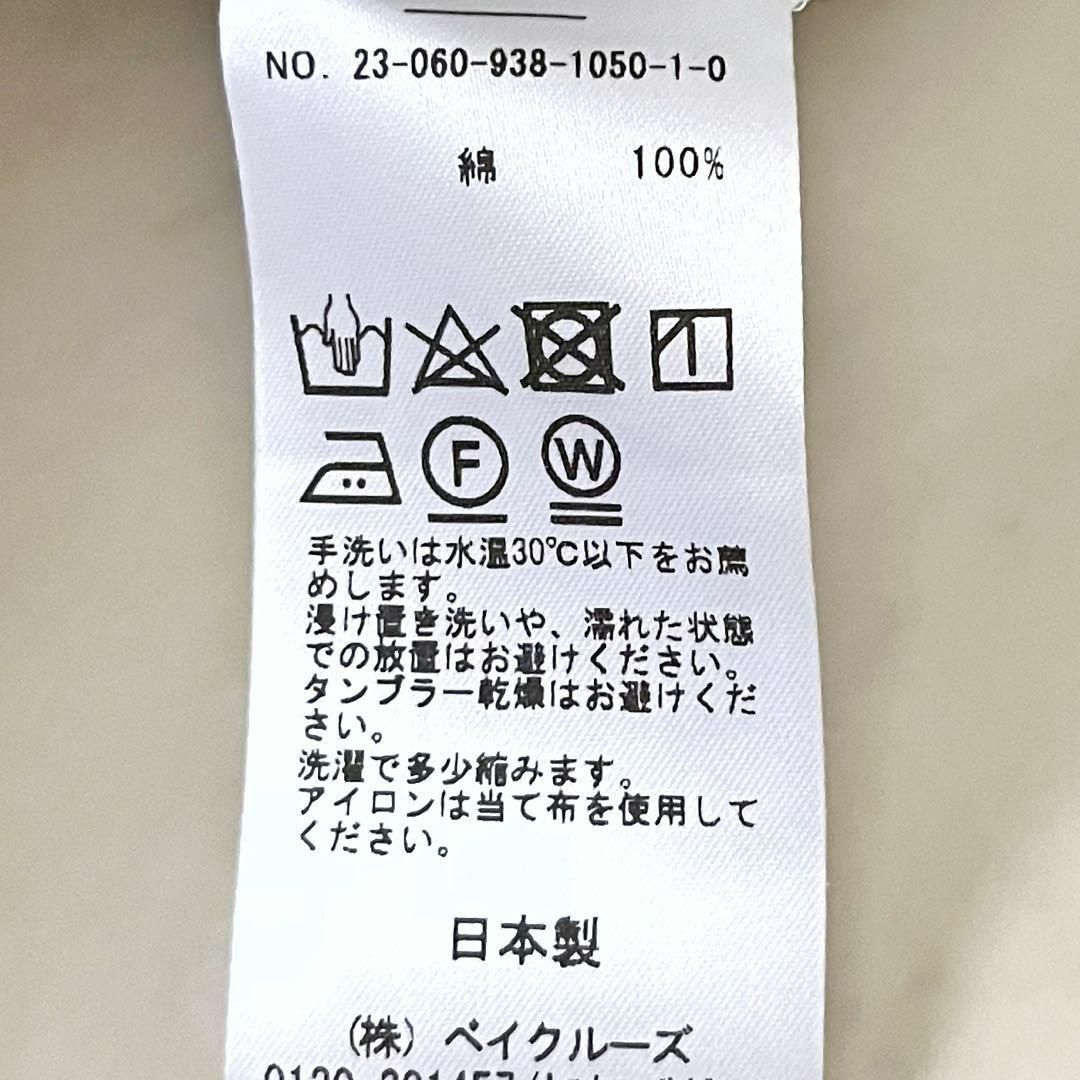 NO. 23-060-938-1050-1-0
綿 100%
F W
手洗いは水温30℃以下をお薦
めします。
浸け置き洗いや、濡れた状態
での放置はお避けください。
タンブラー乾燥はお避けくだ
さい。
洗濯で多少縮みます。
アイロンは当て布を使用して
ください。
日本製
(株) ベイクルーズ